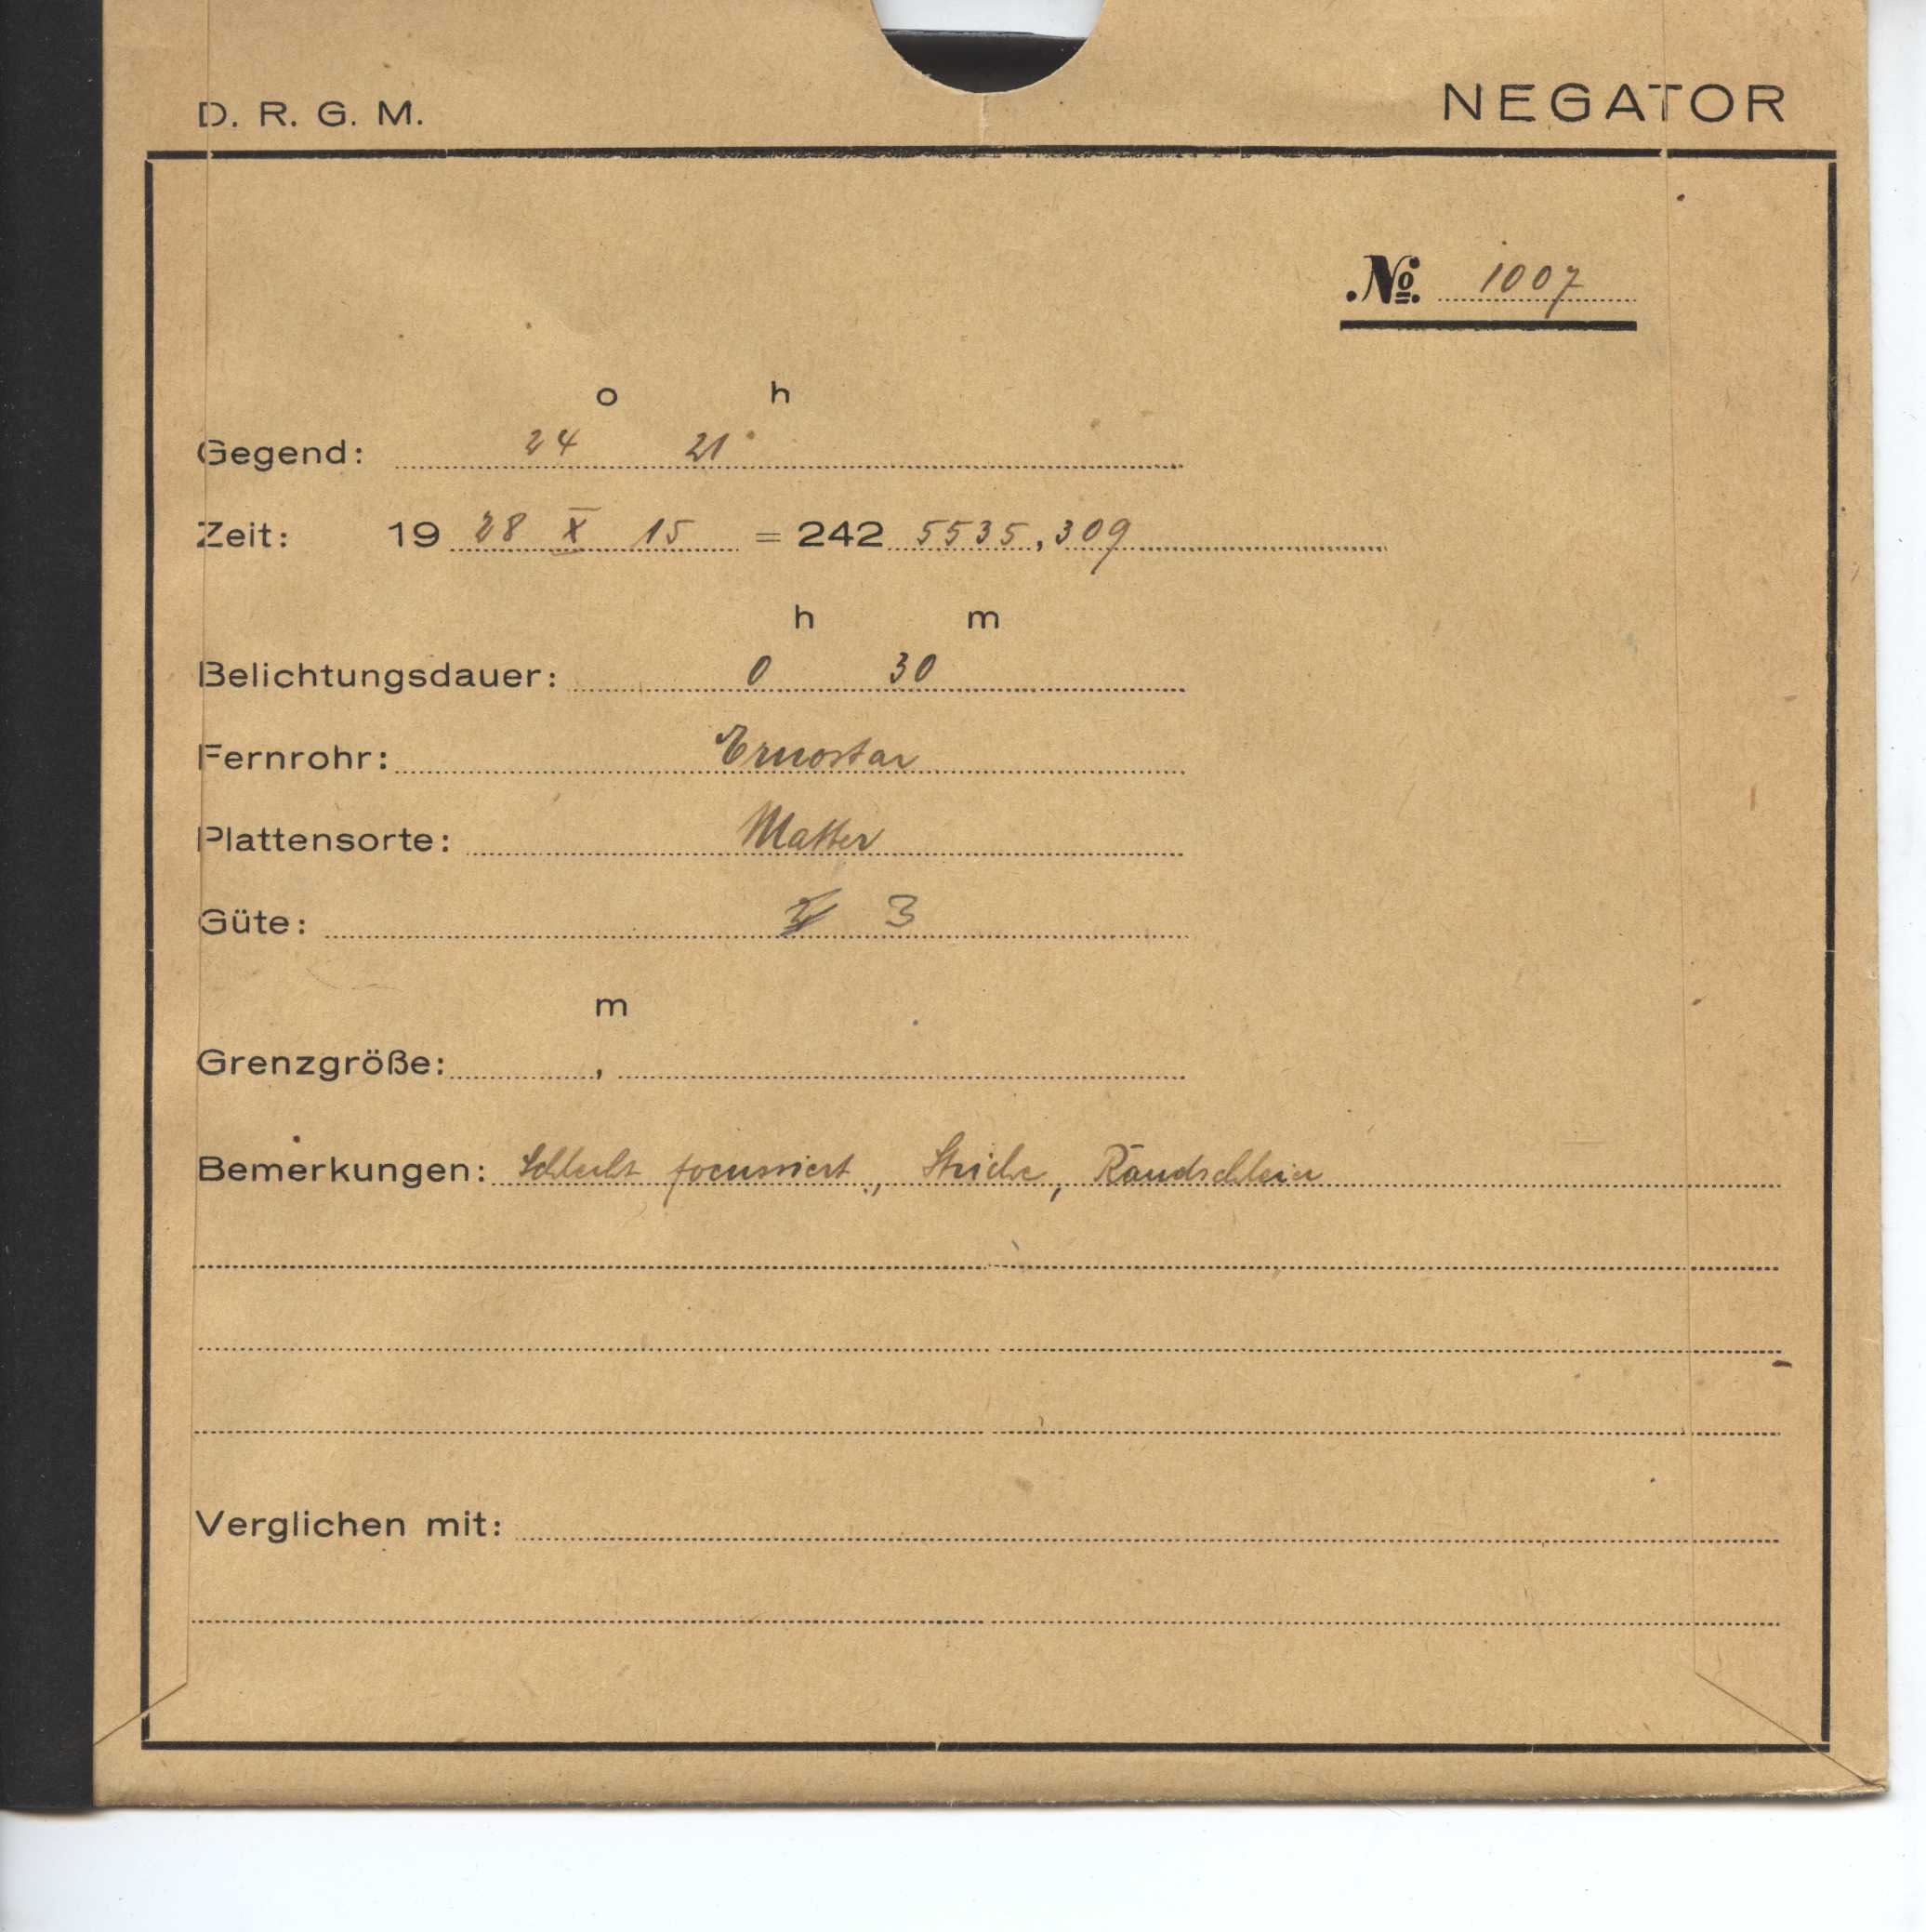 D. R. G. M. NEGATOR
№ 1007
o h
Gegend: 24 21
Zeit: 19 28 X 15 = 242 5535,309
h m
Belichtungsdauer: 0 30
Fernrohr: Ernostar
Plattensorte: Matter
Güte: 3
m
Grenzgröße: ,
Bemerkungen: Schlecht focussiert, Striche, Randschleier
Verglichen mit: